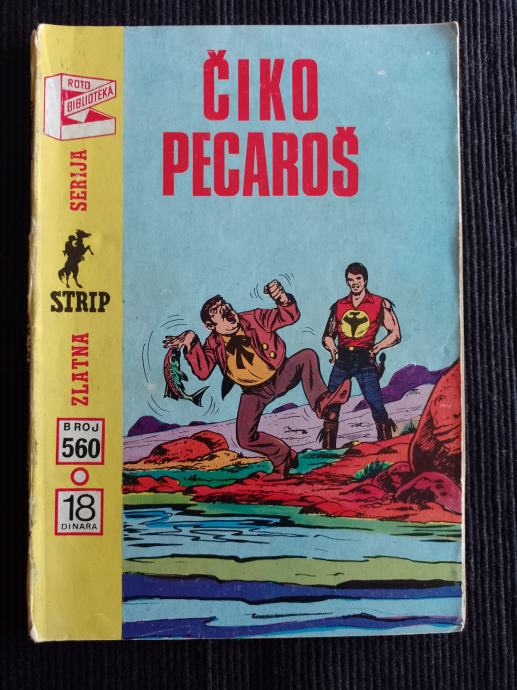 ROTO
BIBLIOTEKA
ČIKO
PECAROŠ
ZLATNA
STRIP
SERIJA
BROJ
560
18
DINARA